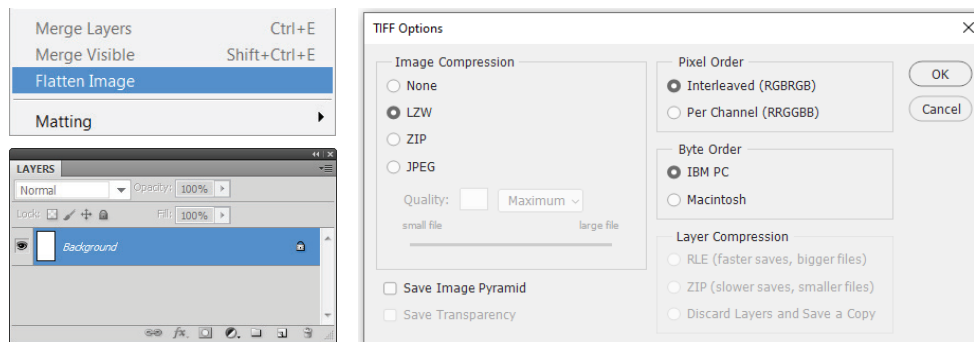 Merge Layers Ctrl+E
Merge Visible Shift+Ctrl+E
Flatten Image
Matting
LAYERS
Normal Opacity: 100%
Lock: Fill: 100%
Background
fx.
TIFF Options
Image Compression
None
LZW
ZIP
JPEG
Quality: Maximum
small file large file
Save Image Pyramid
Save Transparency
Pixel Order
Interleaved (RGBRGB)
Per Channel (RRGGBB)
Byte Order
IBM PC
Macintosh
Layer Compression
RLE (faster saves, bigger files)
ZIP (slower saves, smaller files)
Discard Layers and Save a Copy
OK
Cancel